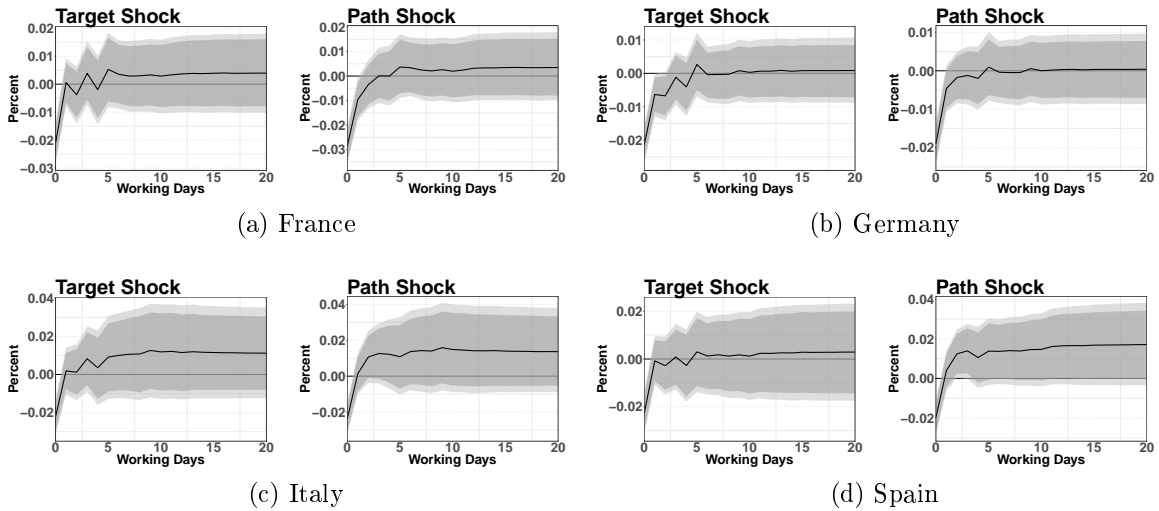 Target Shock
0.02
0.01
0.00
−0.01
−0.02
−0.03
Percent
0 5 10 15 20
Working Days
Path Shock
0.02
0.01
0.00
−0.01
−0.02
−0.03
Percent
0 5 10 15 20
Working Days
(a) France
Target Shock
0.01
0.00
−0.01
−0.02
Percent
0 5 10 15 20
Working Days
Path Shock
0.01
0.00
−0.01
−0.02
Percent
0 5 10 15 20
Working Days
(b) Germany
Target Shock
0.04
0.02
0.00
−0.02
Percent
0 5 10 15 20
Working Days
Path Shock
0.04
0.02
0.00
−0.02
Percent
0 5 10 15 20
Working Days
(c) Italy
Target Shock
0.02
0.00
−0.02
Percent
0 5 10 15 20
Working Days
Path Shock
0.04
0.02
0.00
−0.02
Percent
0 5 10 15 20
Working Days
(d) Spain